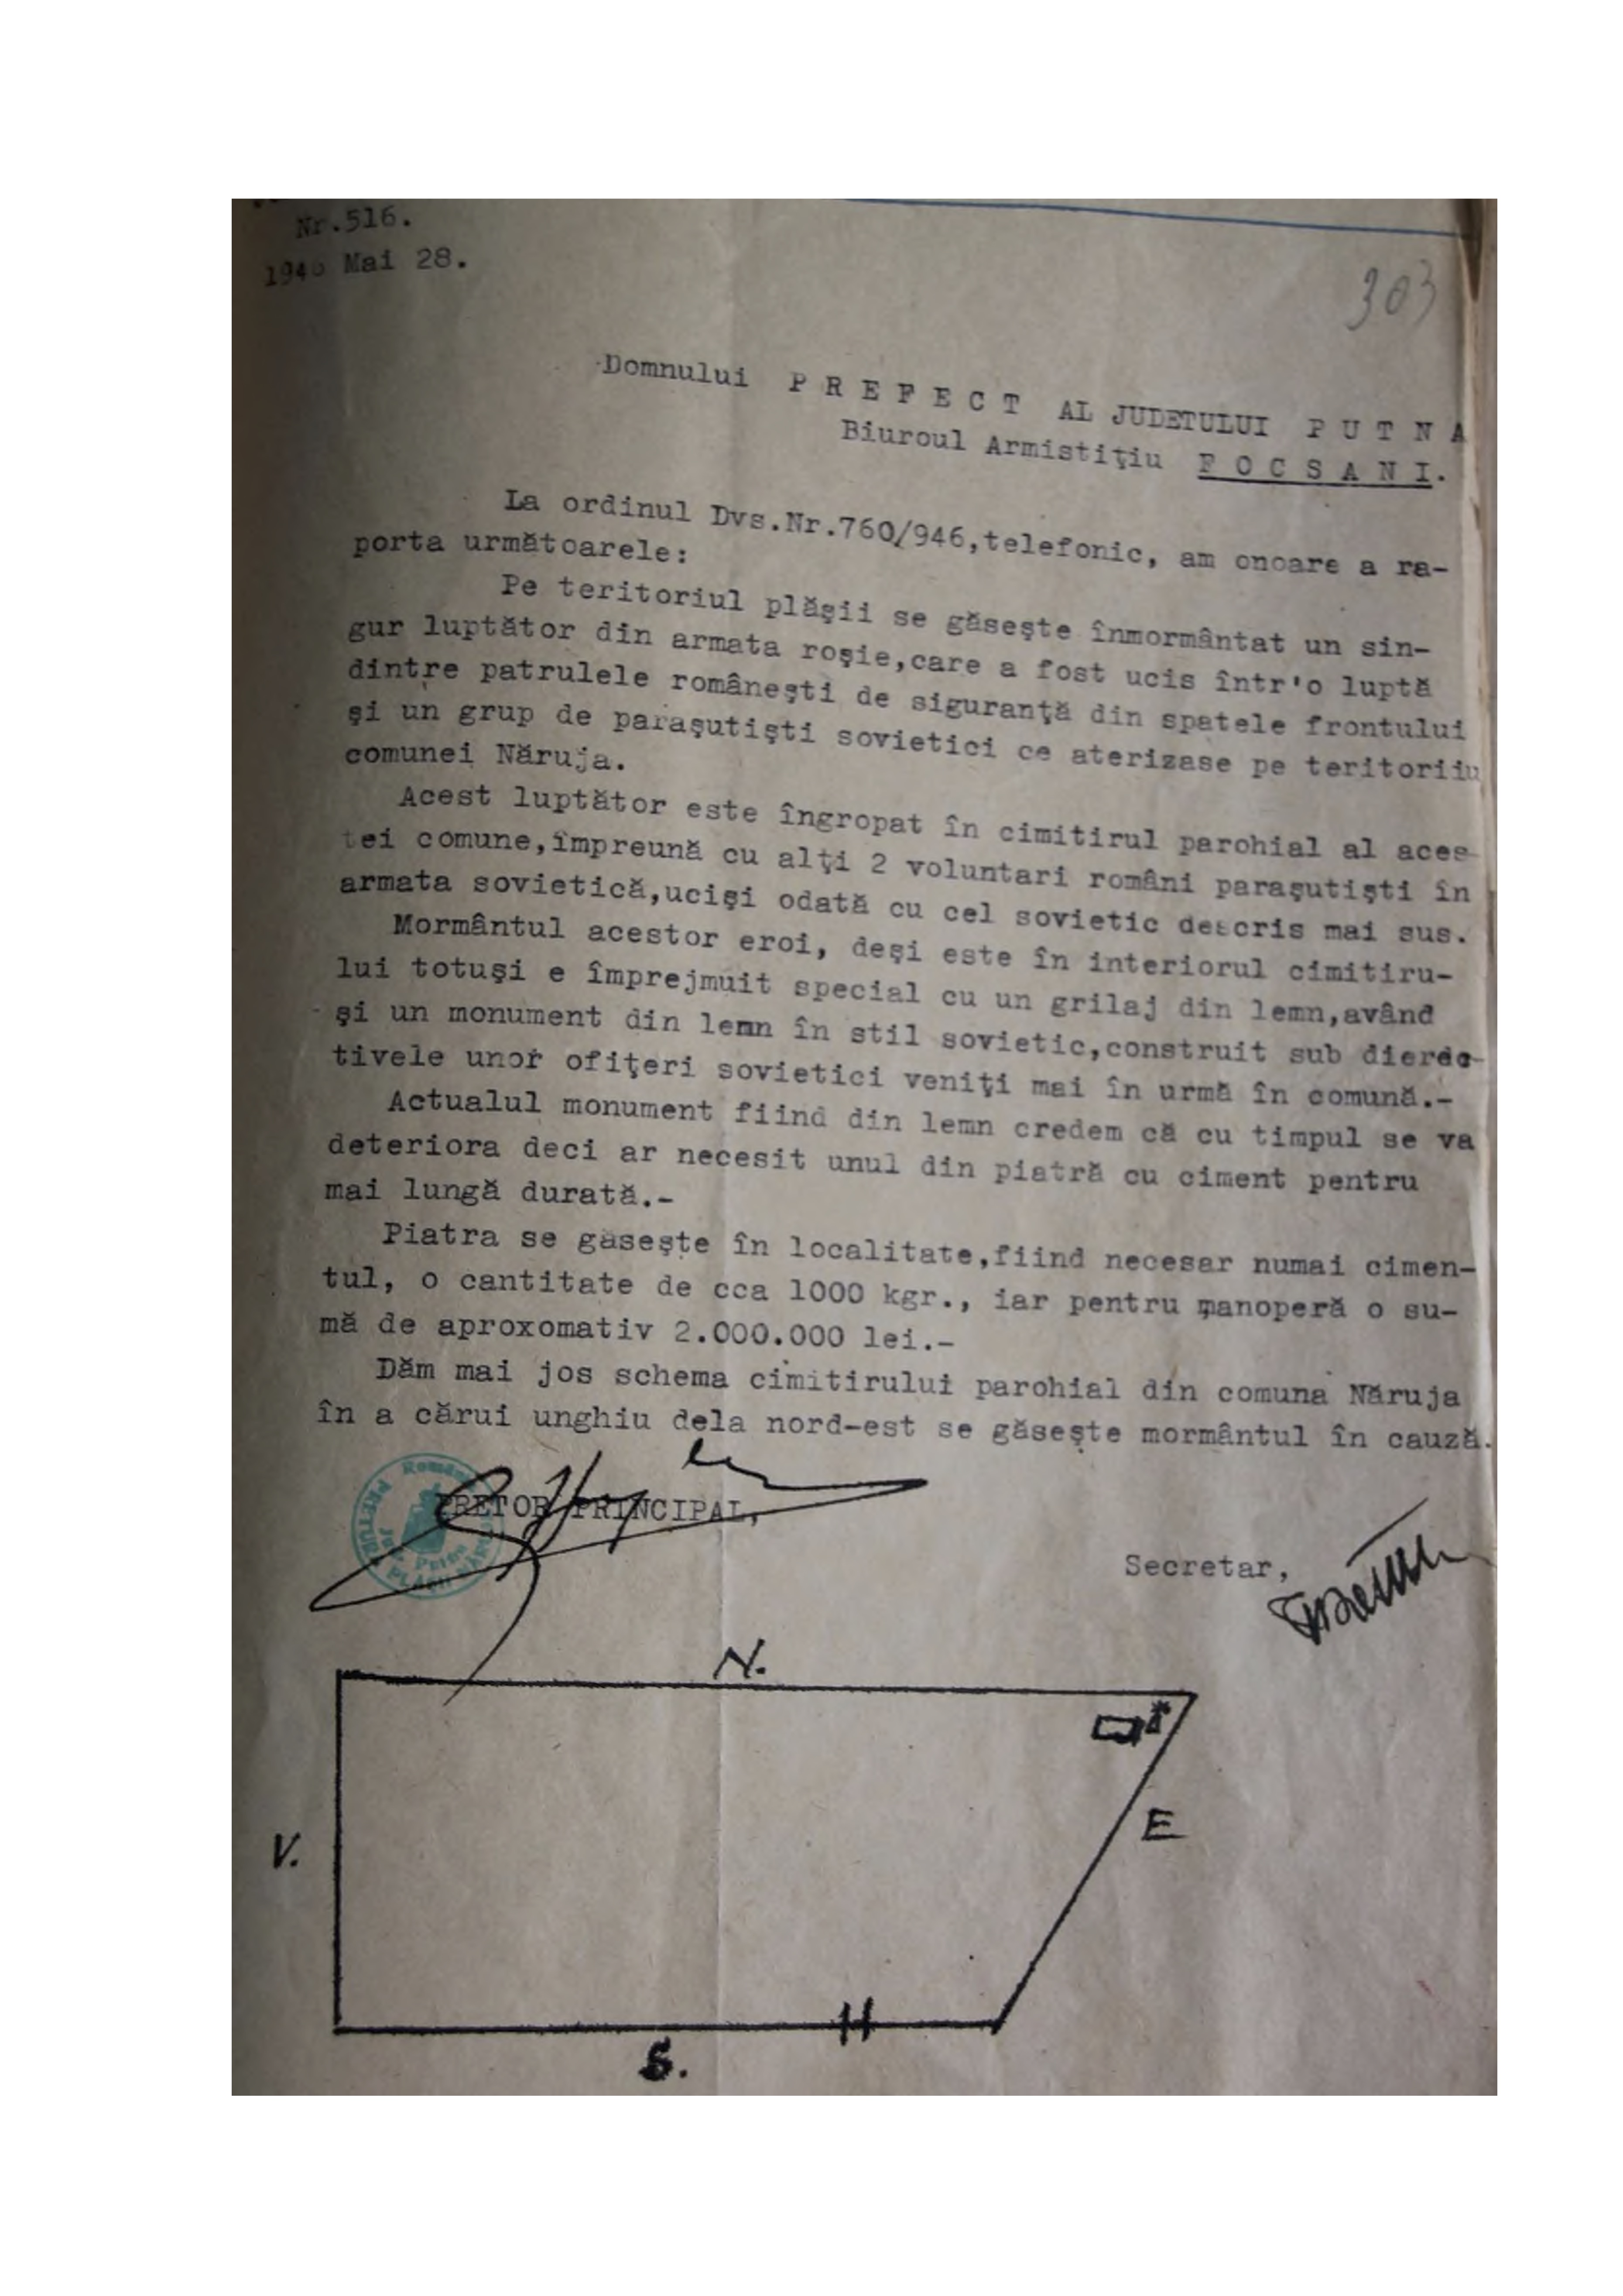 Nr.516.
1946 Mai 28.
303
Domnului P R E F E C T AL JUDETULUI P U T N A
Biuroul Armistiţiu F O C S A N I.
La ordinul Dvs.Nr.760/946,telefonic, am onoare a ra-
porta următoarele:
Pe teritoriul plăşii se găseşte înmormântat un sin-
gur luptător din armata roşie,care a fost ucis într'o luptă
dintre patrulele româneşti de siguranţă din spatele frontului
şi un grup de paraşutişti sovietici ce aterizase pe teritoriiu
comunei Năruja.
Acest luptător este îngropat în cimitirul parohial al aces-
tei comune,împreună cu alţi 2 voluntari români paraşutişti în
armata sovietică,ucişi odată cu cel sovietic descris mai sus.
Mormântul acestor eroi, deşi este în interiorul cimitiru-
lui totuşi e împrejmuit special cu un grilaj din lemn,având
şi un monument din lemn în stil sovietic,construit sub dierec-
tivele unor ofiţeri sovietici veniţi mai în urmă în comună.-
Actualul monument fiind din lemn credem că cu timpul se va
deteriora deci ar necesit unul din piatră cu ciment pentru
mai lungă durată.-
Piatra se găseşte în localitate,fiind necesar numai cimen-
tul, o cantitate de cca 1000 kgr., iar pentru manoperă o su-
mă de aproxomativ 2.000.000 lei.-
Dăm mai jos schema cimitirului parohial din comuna Năruja
în a cărui unghiu dela nord-est se găseşte mormântul în cauză.
PRETOR PRINCIPAL,
Secretar,
N.
V.
E
S.